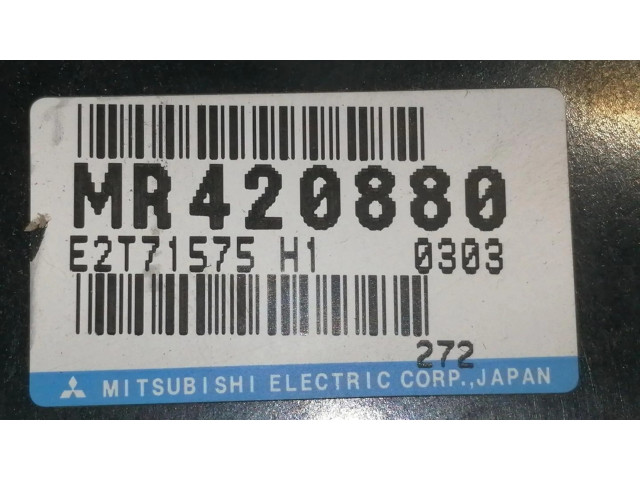 MR420880
E2T71575 H1 0303
272
MITSUBISHI ELECTRIC CORP.,JAPAN